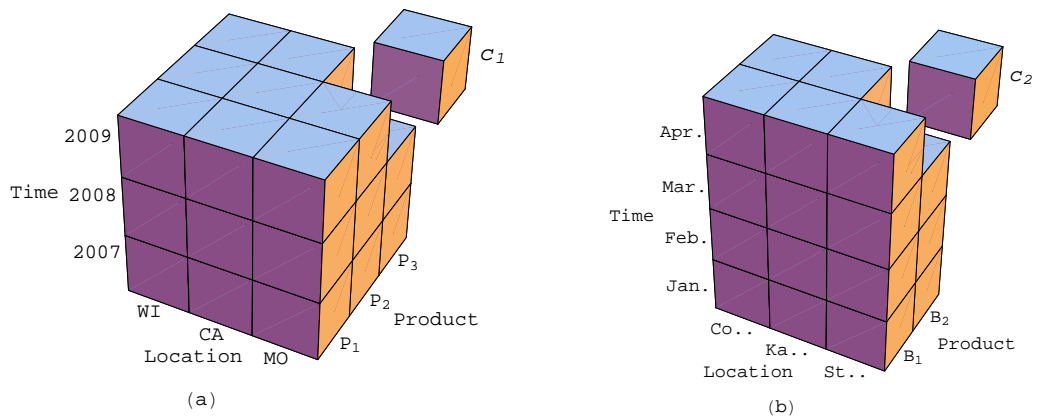 C1
2009
Time 2008
2007
WI
CA
MO
Location
P1
P2
P3
Product
(a)
C2
Apr.
Mar.
Time
Feb.
Jan.
Co..
Ka..
St..
Location
B1
B2
Product
(b)